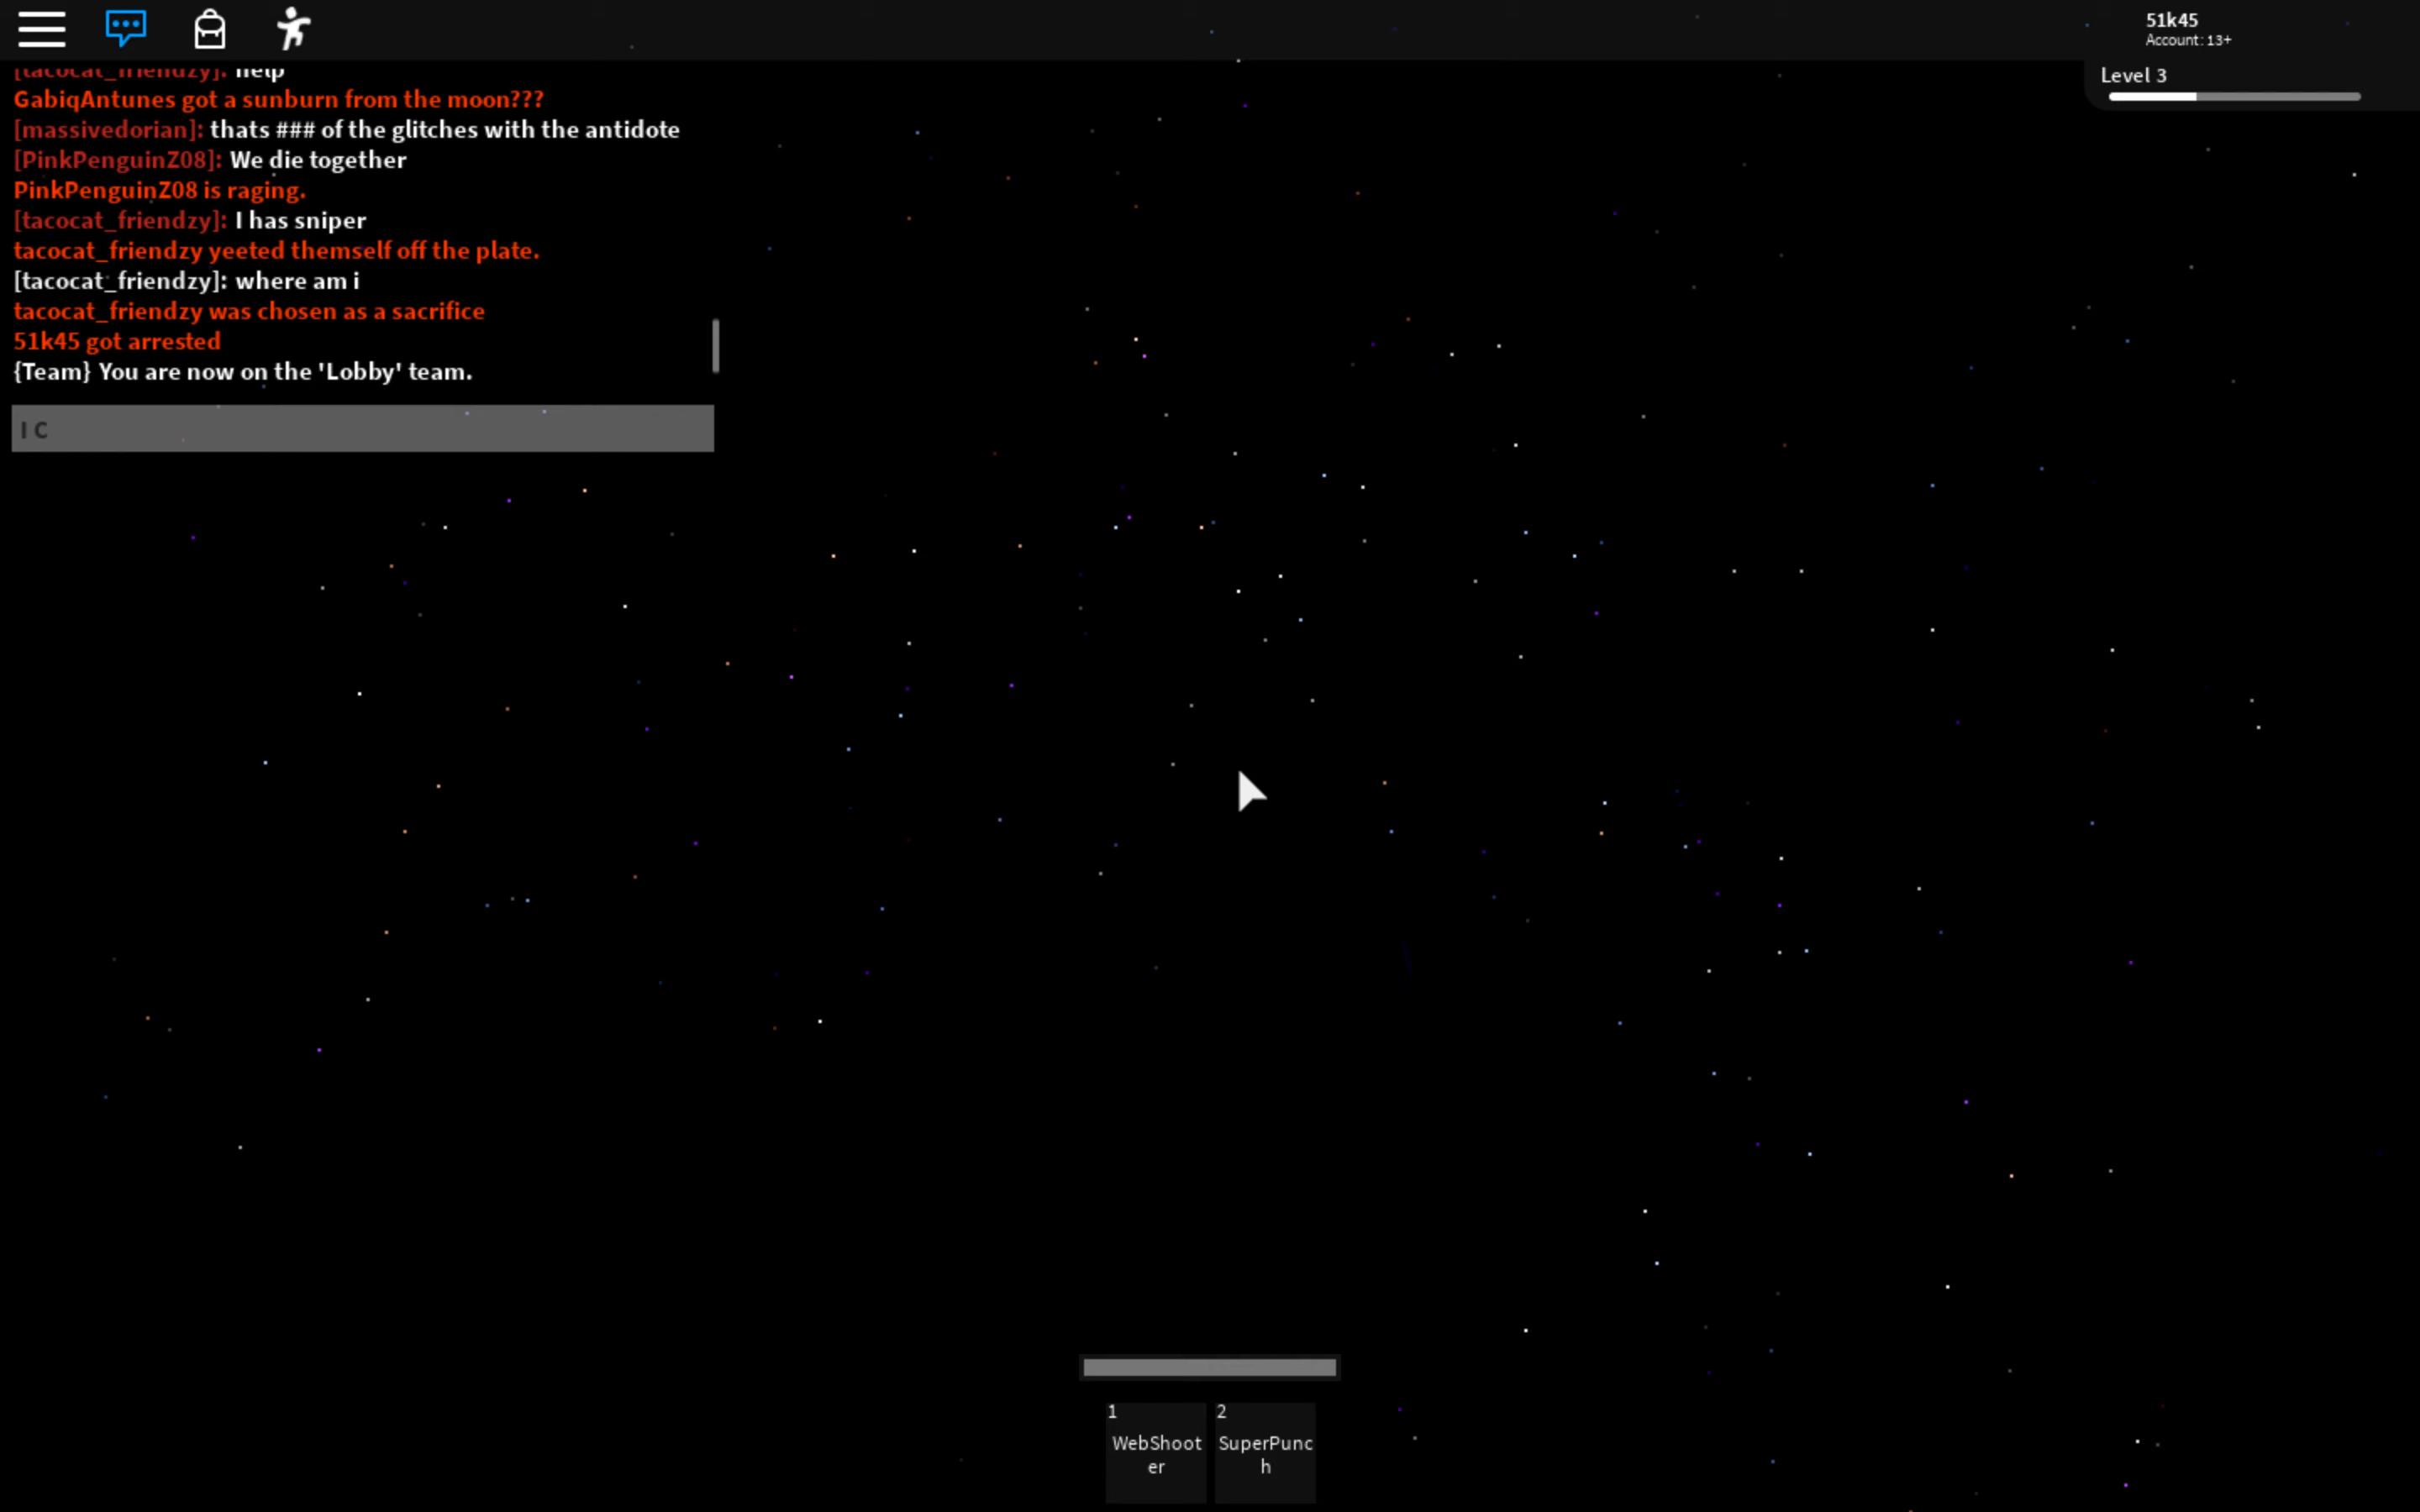 51k45
Account: 13+
Level 3
[tacocat_friendzy]: help
GabiqAntunes got a sunburn from the moon???
[massivedorian]: thats ### of the glitches with the antidote
[PinkPenguinZ08]: We die together
PinkPenguinZ08 is raging.
[tacocat_friendzy]: I has sniper
tacocat_friendzy yeeted themself off the plate.
[tacocat_friendzy]: where am i
tacocat_friendzy was chosen as a sacrifice
51k45 got arrested
{Team} You are now on the 'Lobby' team.
I C
1
WebShoot
er
2
SuperPunc
h